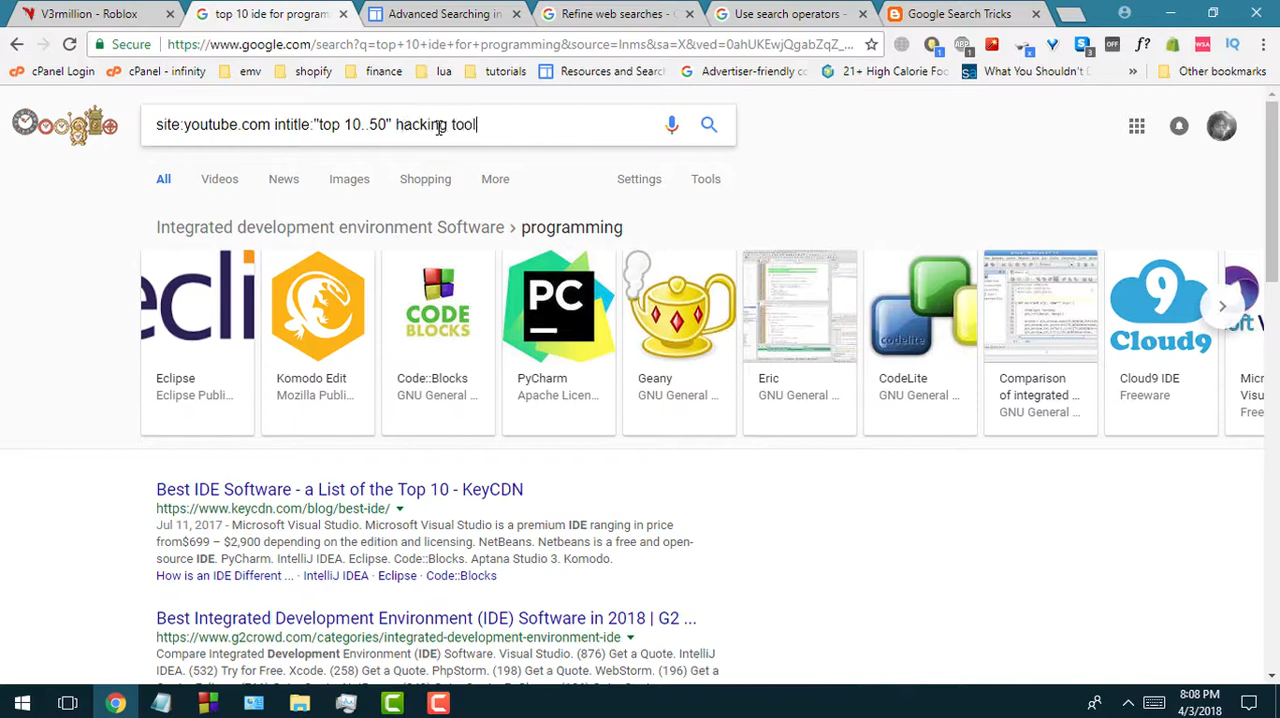 V3rmillion - Roblox
top 10 ide for program
Advanced Searching in
Refine web searches - G
Use search operators -
Google Search Tricks
Secure
https://www.google.com/search?q=top+10+ide+for+programming&source=lnms&sa=X&ved=0ahUKEwjQgabZqZ_...
cPanel Login
cPanel - infinity
emv
shopify
finance
lua
tutorials
Resources and Searc
Advertiser-friendly co
21+ High Calorie Foo
What You Shouldn't D
»
Other bookmarks
site:youtube.com intitle:"top 10..50" hacking tool
All
Videos
News
Images
Shopping
More
Settings
Tools
Integrated development environment Software › programming
ecli
PC
CODE
BLOCKS
codelite
9
Cloud9
Eclipse
Eclipse Publi...
Komodo Edit
Mozilla Publi...
Code::Blocks
GNU General ...
PyCharm
Apache Licen...
Geany
GNU General ...
Eric
GNU General ...
CodeLite
GNU General ...
Comparison
of integrated ...
GNU General ...
Cloud9 IDE
Freeware
Micr
Visu
Free
Best IDE Software - a List of the Top 10 - KeyCDN
https://www.keycdn.com/blog/best-ide/
Jul 11, 2017 - Microsoft Visual Studio. Microsoft Visual Studio is a premium IDE ranging in price
from$699 – $2,900 depending on the edition and licensing. NetBeans. Netbeans is a free and open-
source IDE. PyCharm. IntelliJ IDEA. Eclipse. Code::Blocks. Aptana Studio 3. Komodo.
How is an IDE Different ... · IntelliJ IDEA · Eclipse · Code::Blocks
Best Integrated Development Environment (IDE) Software in 2018 | G2 ...
https://www.g2crowd.com/categories/integrated-development-environment-ide
Compare Integrated Development Environment (IDE) Software. Visual Studio. (876) Get a Quote. IntelliJ
IDEA. (532) Try for Free. Xcode. (258) Get a Quote. PhpStorm. (198) Get a Quote. WebStorm. (196) Get a
8:08 PM
4/3/2018